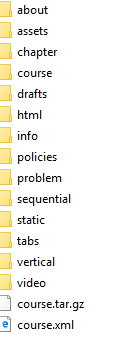 about
assets
chapter
course
drafts
html
info
policies
problem
sequential
static
tabs
vertical
video
course.tar.gz
course.xml